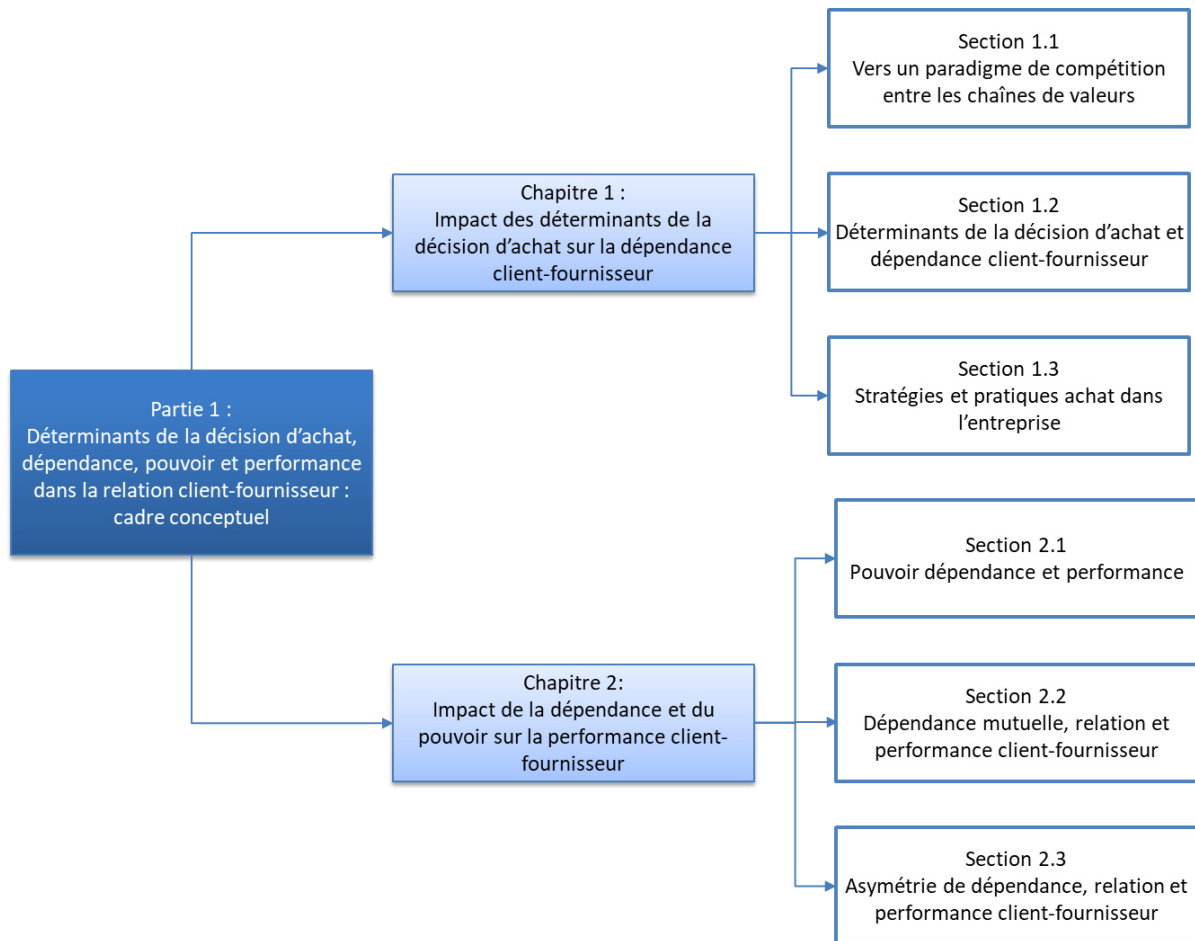 Partie 1 :
Déterminants de la décision d’achat,
dépendance, pouvoir et performance
dans la relation client-fournisseur :
cadre conceptuel
Chapitre 1 :
Impact des déterminants de la
décision d’achat sur la dépendance
client-fournisseur
Section 1.1
Vers un paradigme de compétition
entre les chaînes de valeurs
Section 1.2
Déterminants de la décision d’achat et
dépendance client-fournisseur
Section 1.3
Stratégies et pratiques achat dans
l’entreprise
Chapitre 2:
Impact de la dépendance et du
pouvoir sur la performance client-
fournisseur
Section 2.1
Pouvoir dépendance et performance
Section 2.2
Dépendance mutuelle, relation et
performance client-fournisseur
Section 2.3
Asymétrie de dépendance, relation et
performance client-fournisseur